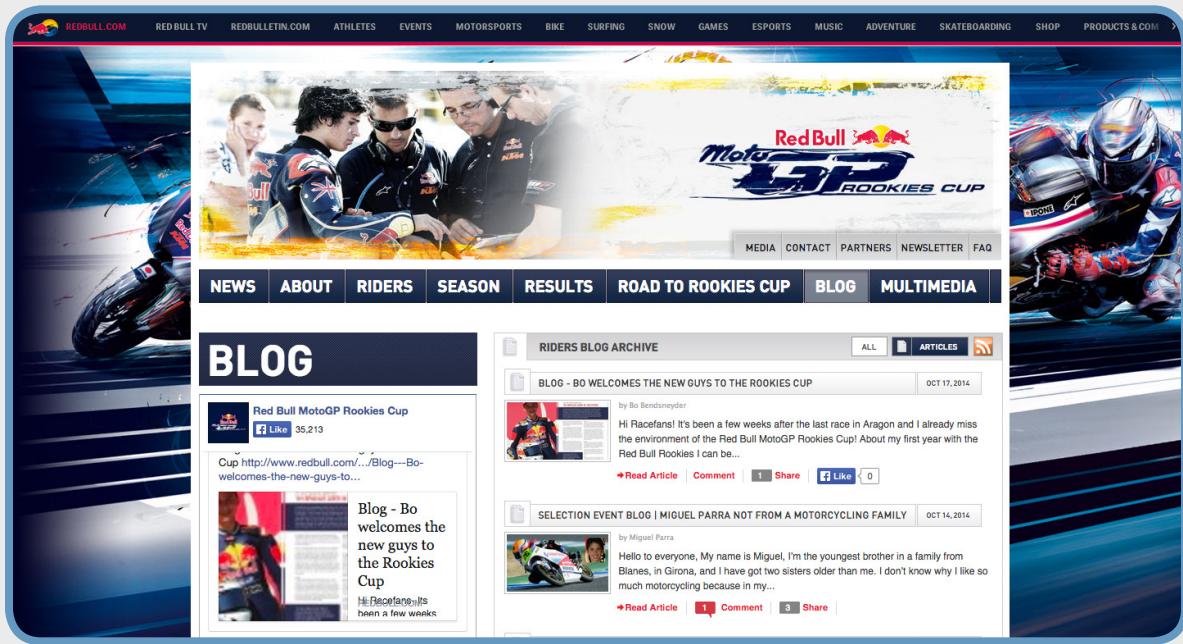 REDBULL.COM RED BULL TV REDBULLETIN.COM ATHLETES EVENTS MOTORSPORTS BIKE SURFING SNOW GAMES ESPORTS MUSIC ADVENTURE SKATEBOARDING SHOP PRODUCTS & COM
Red Bull
Moto
GP
ROOKIES CUP
Bull
KTM
IPONE
MEDIA CONTACT PARTNERS NEWSLETTER FAQ
NEWS ABOUT RIDERS SEASON RESULTS ROAD TO ROOKIES CUP BLOG MULTIMEDIA
BLOG
Red Bull MotoGP Rookies Cup
Like 35,213
Cup http://www.redbull.com/.../Blog---Bo-
welcomes-the-new-guys-to...
Blog - Bo
welcomes the
new guys to
the Rookies
Cup
Hi Racefans- Its
REDBULL.COM
been a few weeks
RIDERS BLOG ARCHIVE ALL ARTICLES
BLOG - BO WELCOMES THE NEW GUYS TO THE ROOKIES CUP OCT 17, 2014
by Bo Bendsneyder
Hi Racefans! It's been a few weeks after the last race in Aragon and I already miss
the environment of the Red Bull MotoGP Rookies Cup! About my first year with the
Red Bull Rookies I can be...
Read Article Comment 1 Share Like 0
SELECTION EVENT BLOG | MIGUEL PARRA NOT FROM A MOTORCYCLING FAMILY OCT 14, 2014
by Miguel Parra
Hello to everyone, My name is Miguel, I'm the youngest brother in a family from
Blanes, in Girona, and I have got two sisters older than me. I don't know why I like so
much motorcycling because in my...
Read Article 1 Comment 3 Share